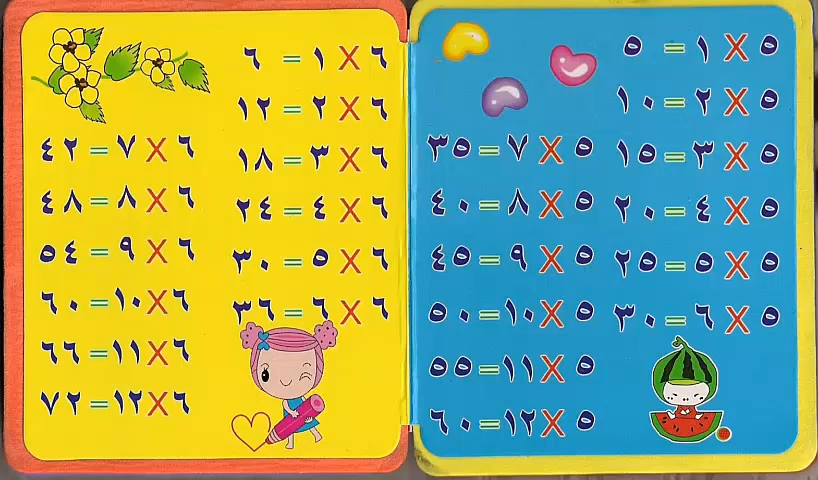 ٥ X ١ = ٥
٥ X ٢ = ١٠
٥ X ٣ = ١٥
٥ X ٤ = ٢٠
٥ X ٥ = ٢٥
٥ X ٦ = ٣٠
٥ X ٧ = ٣٥
٥ X ٨ = ٤٠
٥ X ٩ = ٤٥
٥ X ١٠ = ٥٠
٥ X ١١ = ٥٥
٥ X ١٢ = ٦٠
٦ X ١ = ٦
٦ X ٢ = ١٢
٦ X ٣ = ١٨
٦ X ٤ = ٢٤
٦ X ٥ = ٣٠
٦ X ٦ = ٣٦
٦ X ٧ = ٤٢
٦ X ٨ = ٤٨
٦ X ٩ = ٥٤
٦ X ١٠ = ٦٠
٦ X ١١ = ٦٦
٦ X ١٢ = ٧٢